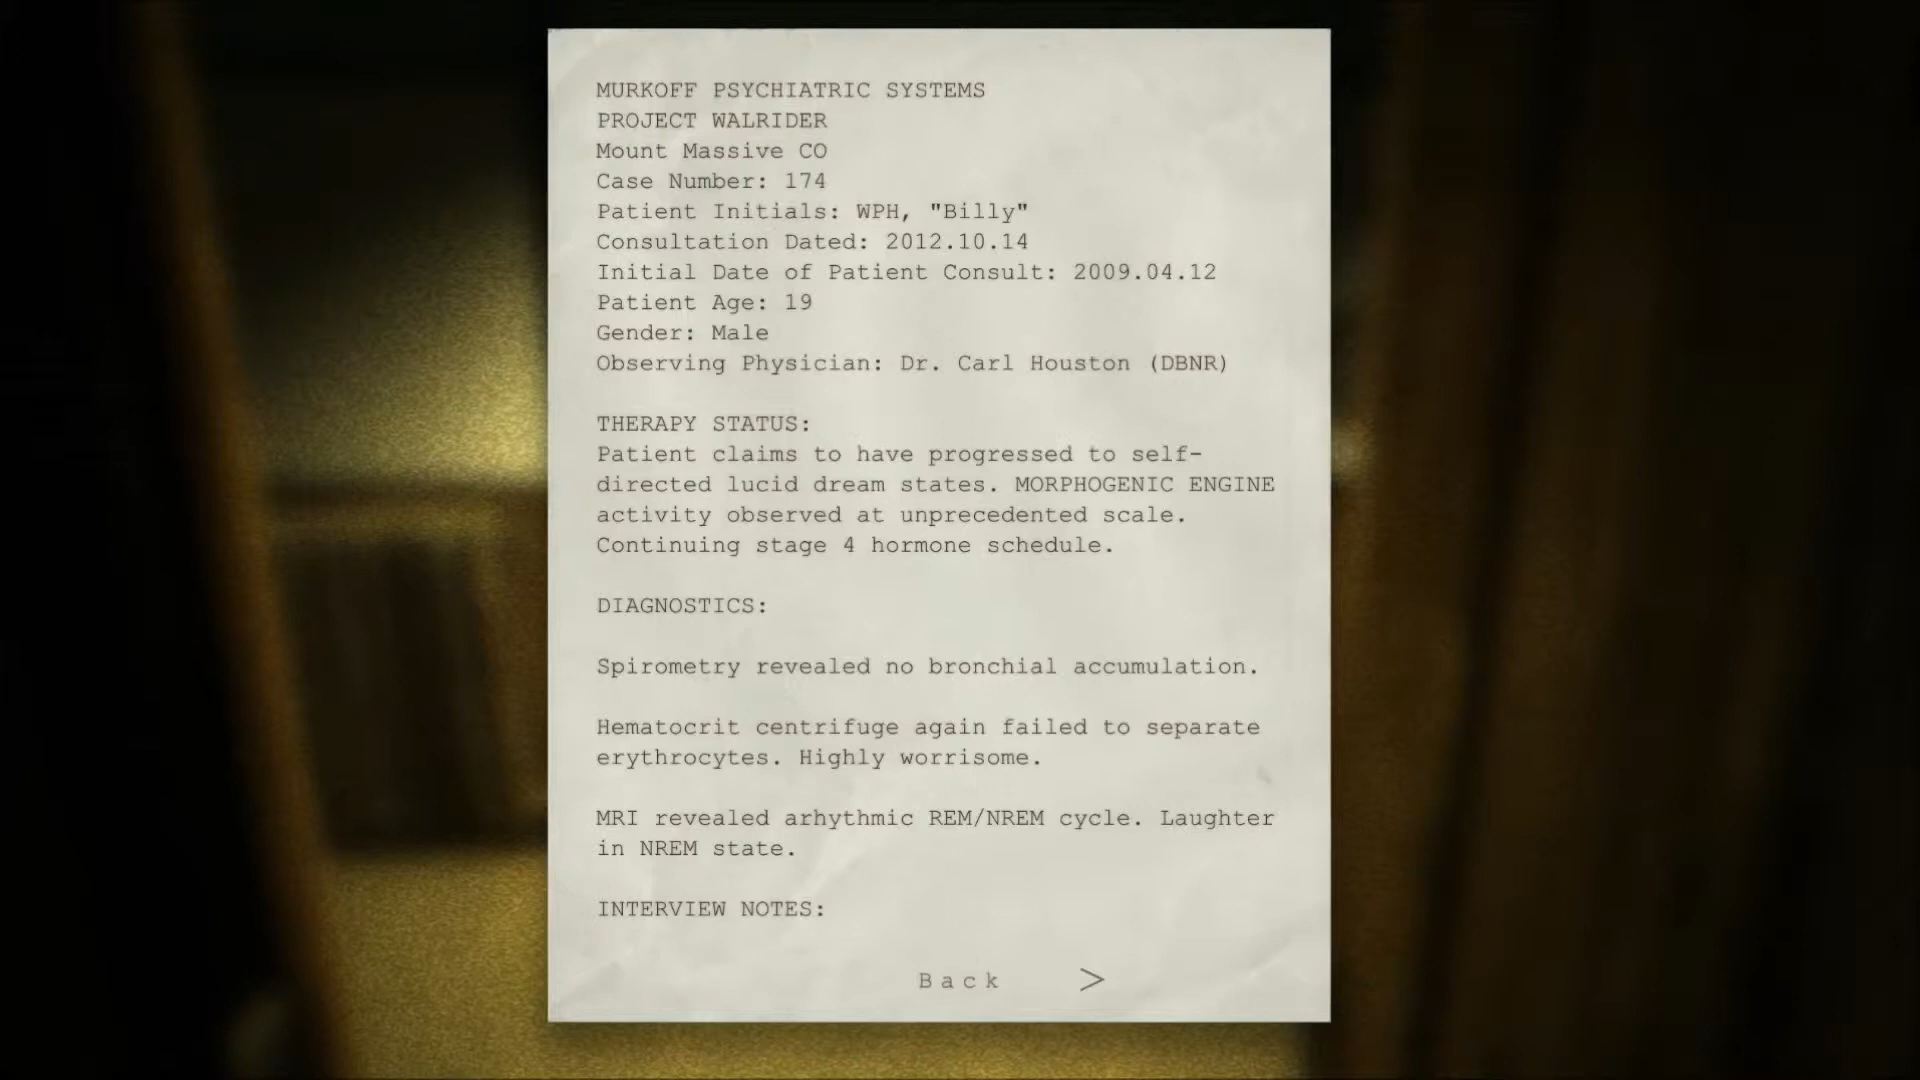 MURKOFF PSYCHIATRIC SYSTEMS
PROJECT WALRIDER
Mount Massive CO
Case Number: 174
Patient Initials: WPH, "Billy"
Consultation Dated: 2012.10.14
Initial Date of Patient Consult: 2009.04.12
Patient Age: 19
Gender: Male
Observing Physician: Dr. Carl Houston (DBNR)
THERAPY STATUS:
Patient claims to have progressed to self-
directed lucid dream states. MORPHOGENIC ENGINE
activity observed at unprecedented scale.
Continuing stage 4 hormone schedule.
DIAGNOSTICS:
Spirometry revealed no bronchial accumulation.
Hematocrit centrifuge again failed to separate
erythrocytes. Highly worrisome.
MRI revealed arhythmic REM/NREM cycle. Laughter
in NREM state.
INTERVIEW NOTES:
Back >